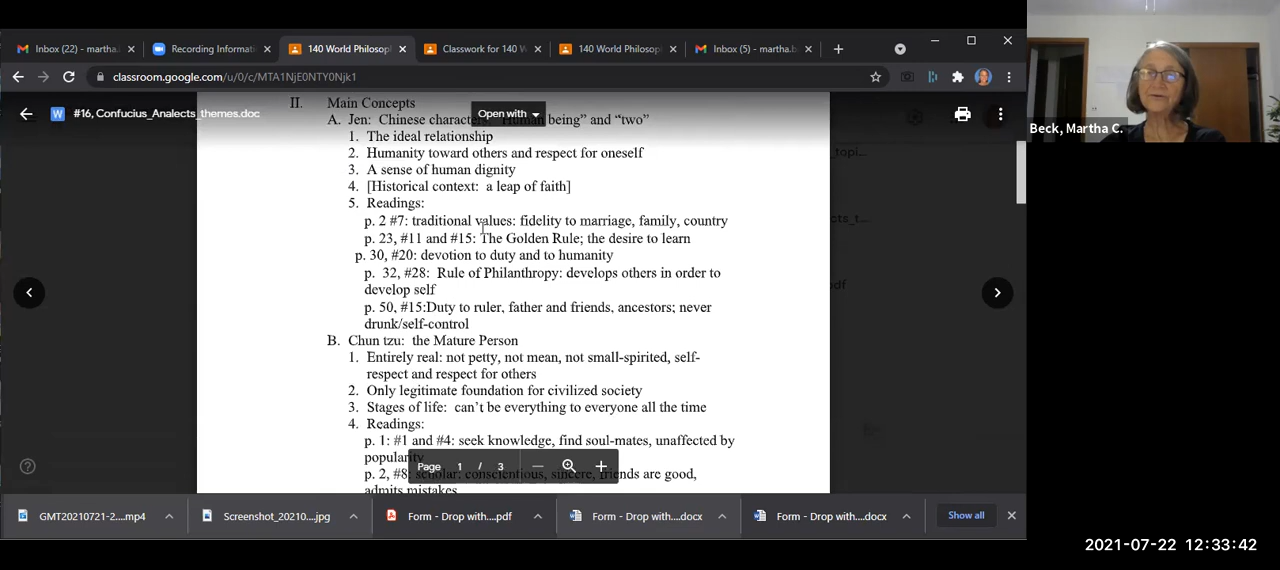 Inbox (22) - martha.b
Recording Informati
140 World Philosop
Classwork for 140 W
140 World Philosop
Inbox (5) - martha.b
classroom.google.com/u/0/c/MTA1NjE0NTY0Njk1
#16, Confucius_Analects_themes.doc
Open with
II. Main Concepts
A. Jen: Chinese characters being” and “two”
1. The ideal relationship
2. Humanity toward others and respect for oneself
3. A sense of human dignity
4. [Historical context: a leap of faith]
5. Readings:
p. 2 #7: traditional values: fidelity to marriage, family, country
p. 23, #11 and #15: The Golden Rule; the desire to learn
p. 30, #20: devotion to duty and to humanity
p. 32, #28: Rule of Philanthropy: develops others in order to
develop self
p. 50, #15:Duty to ruler, father and friends, ancestors; never
drunk/self-control
B. Chun tzu: the Mature Person
1. Entirely real: not petty, not mean, not small-spirited, self-
respect and respect for others
2. Only legitimate foundation for civilized society
3. Stages of life: can’t be everything to everyone all the time
4. Readings:
p. 1: #1 and #4: seek knowledge, find soul-mates, unaffected by
popularity
p. 2, #8: scholar: conscientious, sincere, friends are good,
admits mistakes
Page 1 / 3
GMT20210721-2....mp4
Screenshot_20210....jpg
Form - Drop with....pdf
Form - Drop with....docx
Form - Drop with....docx
Show all
Beck, Martha C.
2021-07-22 12:33:42